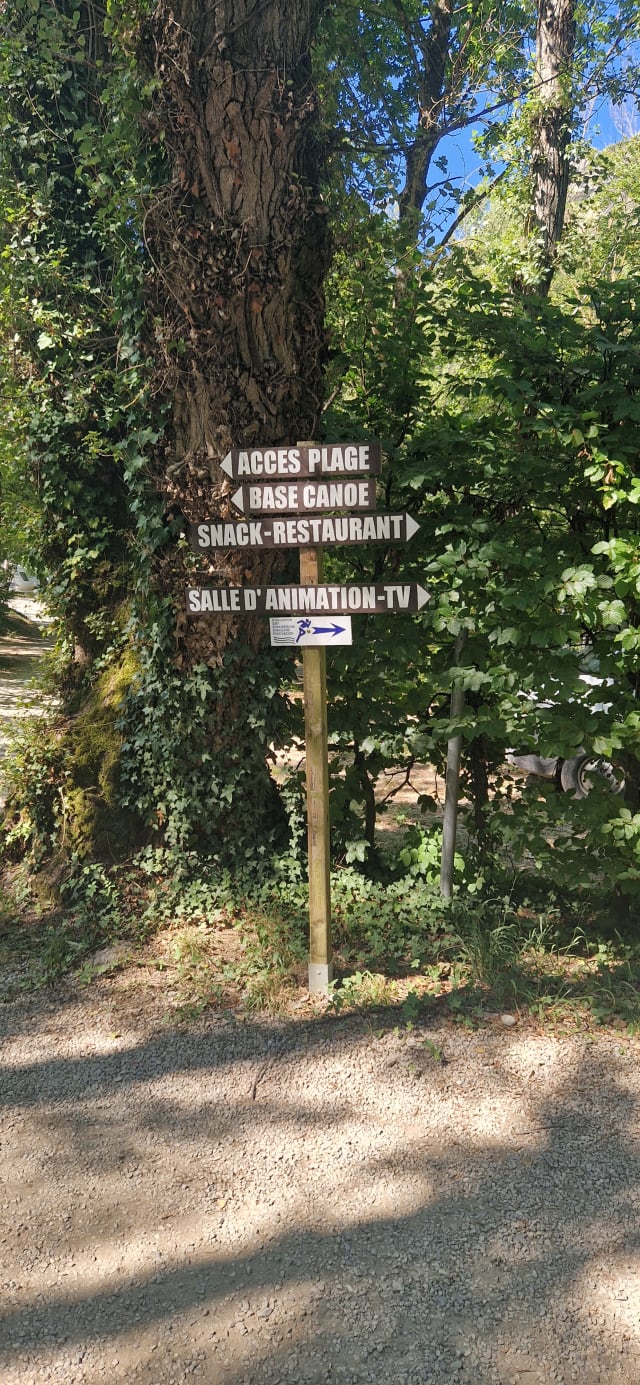 ACCES PLAGE
BASE CANOE
SNACK-RESTAURANT
SALLE D' ANIMATION-TV